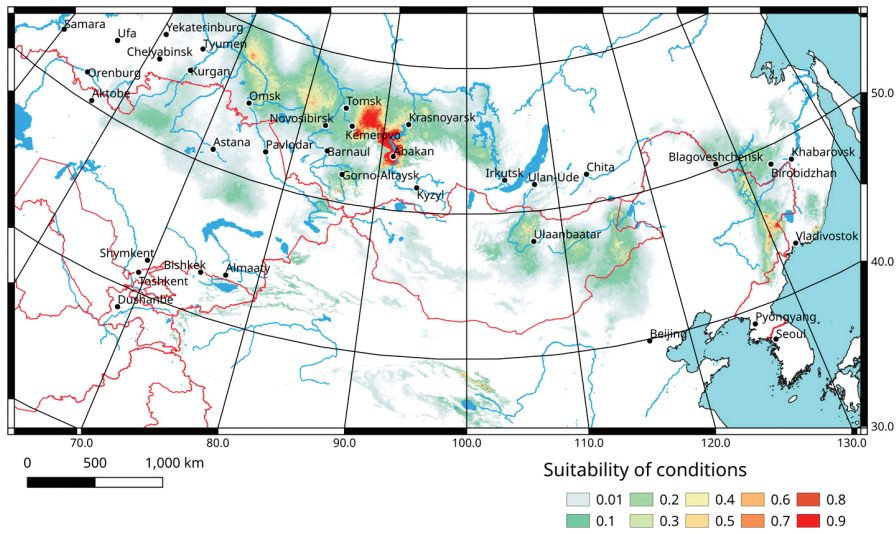 Samara
Yekaterinburg
Ufa
Tyumen
Chelyabinsk
Orenburg
Kurgan
Aktobe
50.0
Omsk
Tomsk
Novosibirsk
Krasnoyarsk
Kemerovo
Astana
Pavlodar
Barnaul
Abakan
Blagoveshchensk
Khabarovsk
Gorno-Altaysk
Irkutsk
Ulan-Ude
Chita
Birobidzhan
Kyzyl
Ulaanbaatar
Vladivostok
Shymkent
Bishkek
Almaaty
40.0
Toshkent
Dushanbe
Pyongyang
Beijing
Seoul
30.0
70.0 80.0 90.0 100.0 110.0 120.0 130.0
0 500 1,000 km
Suitability of conditions
0.01 0.2 0.4 0.6 0.8
0.1 0.3 0.5 0.7 0.9